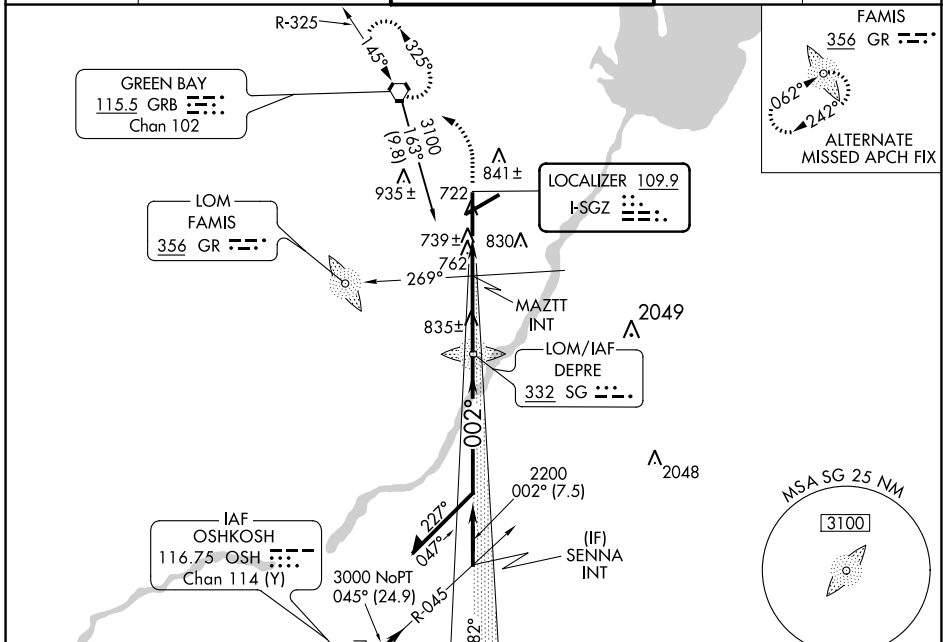 R-325
145°
325°
GREEN BAY
115.5 GRB
Chan 102
3100
163°
(9.8)
935±
841±
722
LOCALIZER 109.9
I-SGZ
LOM
FAMIS
356 GR
739±
830
762
269°
MAZTT
INT
835±
2049
LOM/IAF
DEPRE
332 SG
002°
2200
002° (7.5)
2048
227°
047°
(IF)
SENNA
INT
IAF
OSHKOSH
116.75 OSH
Chan 114 (Y)
3000 NoPT
045° (24.9)
R-045
FAMIS
356 GR
062°
242°
ALTERNATE
MISSED APCH FIX
MSA SG 25 NM
3100